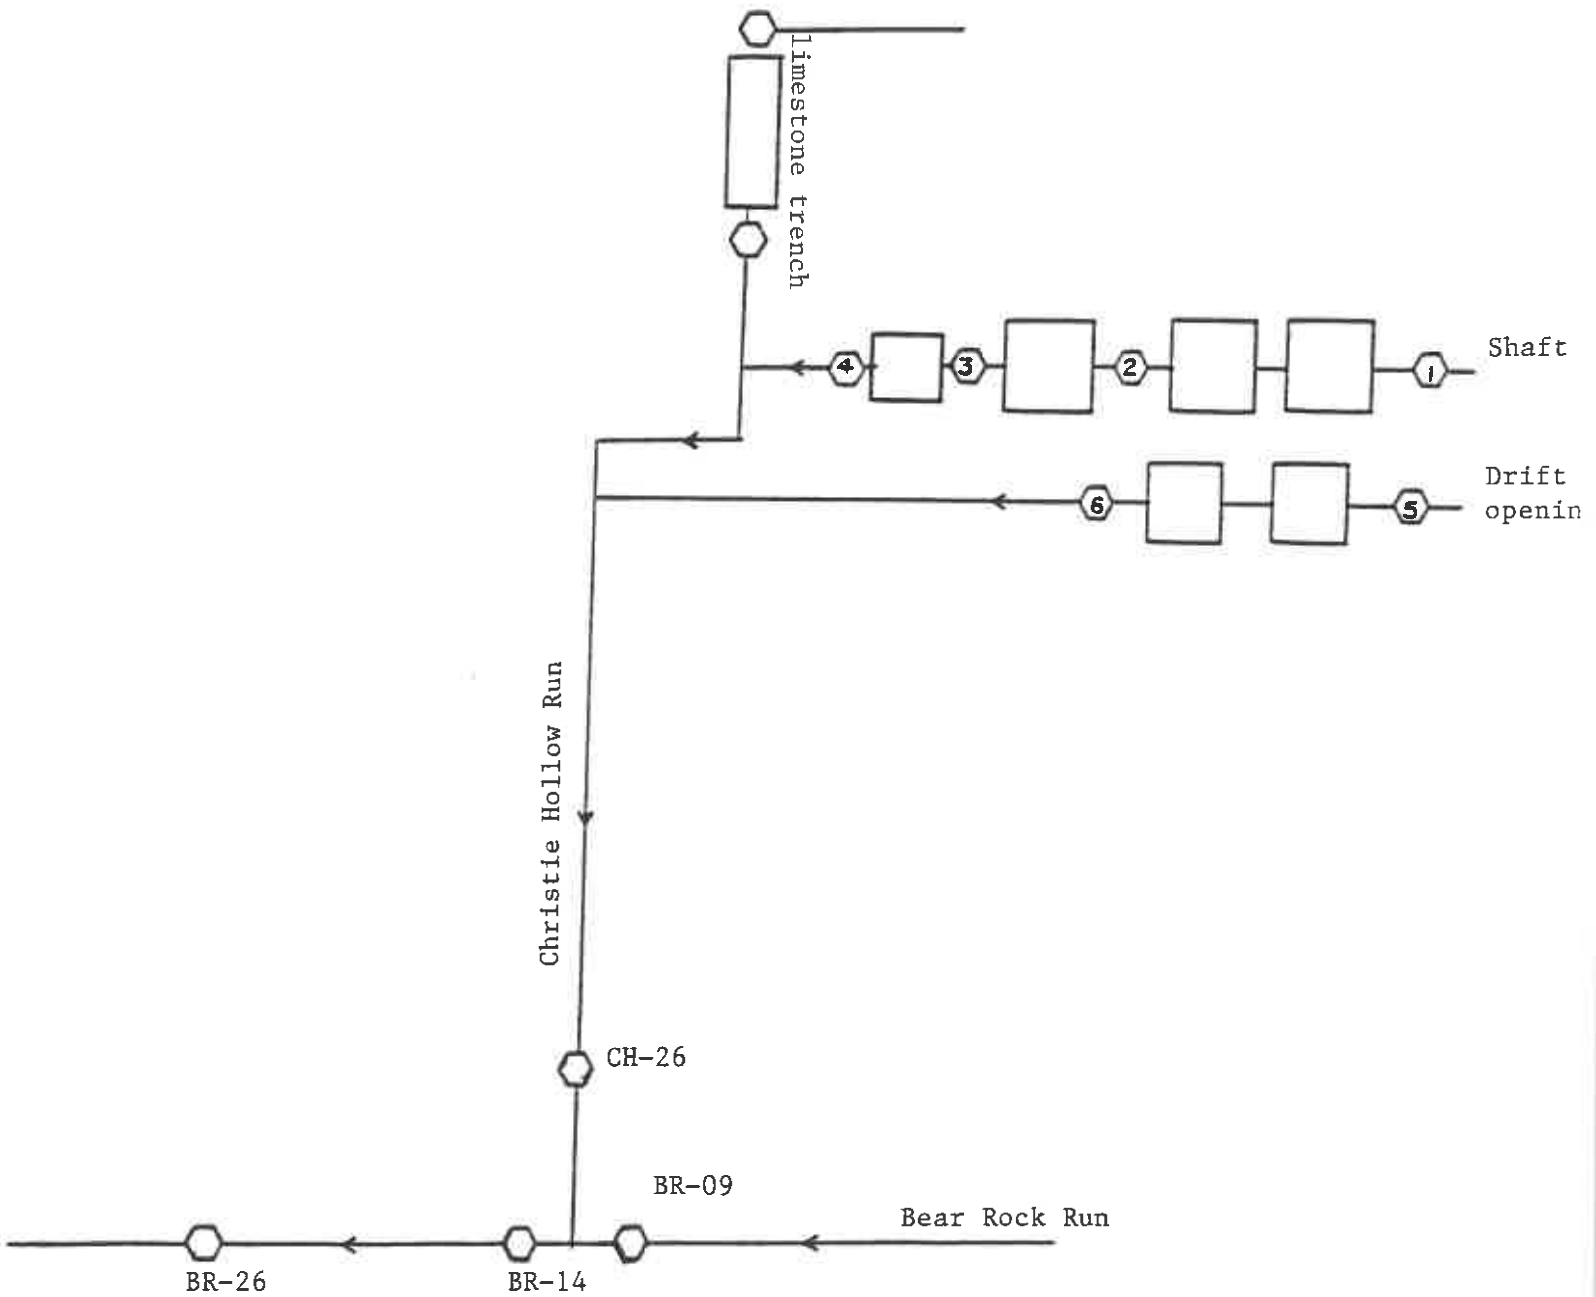 limestone trench
Shaft
4
3
2
1
Drift
openin
6
5
Christie Hollow Run
CH-26
BR-09
Bear Rock Run
BR-26
BR-14